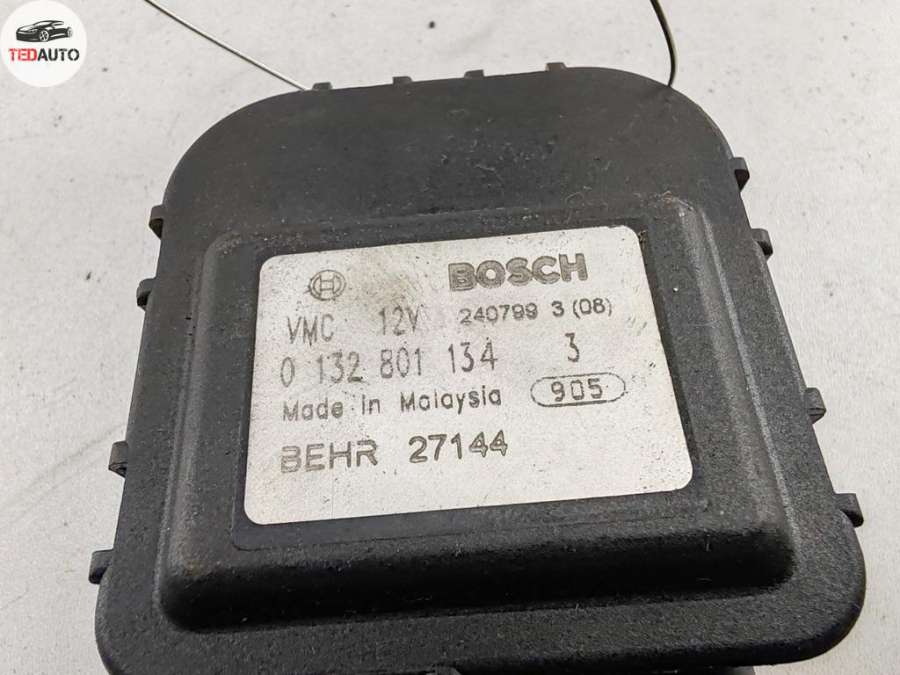 TEDAUTO
BOSCH
VMC 12V 240799 3 (08)
0 132 801 134 3
Made in Malaysia 905
BEHR 27144